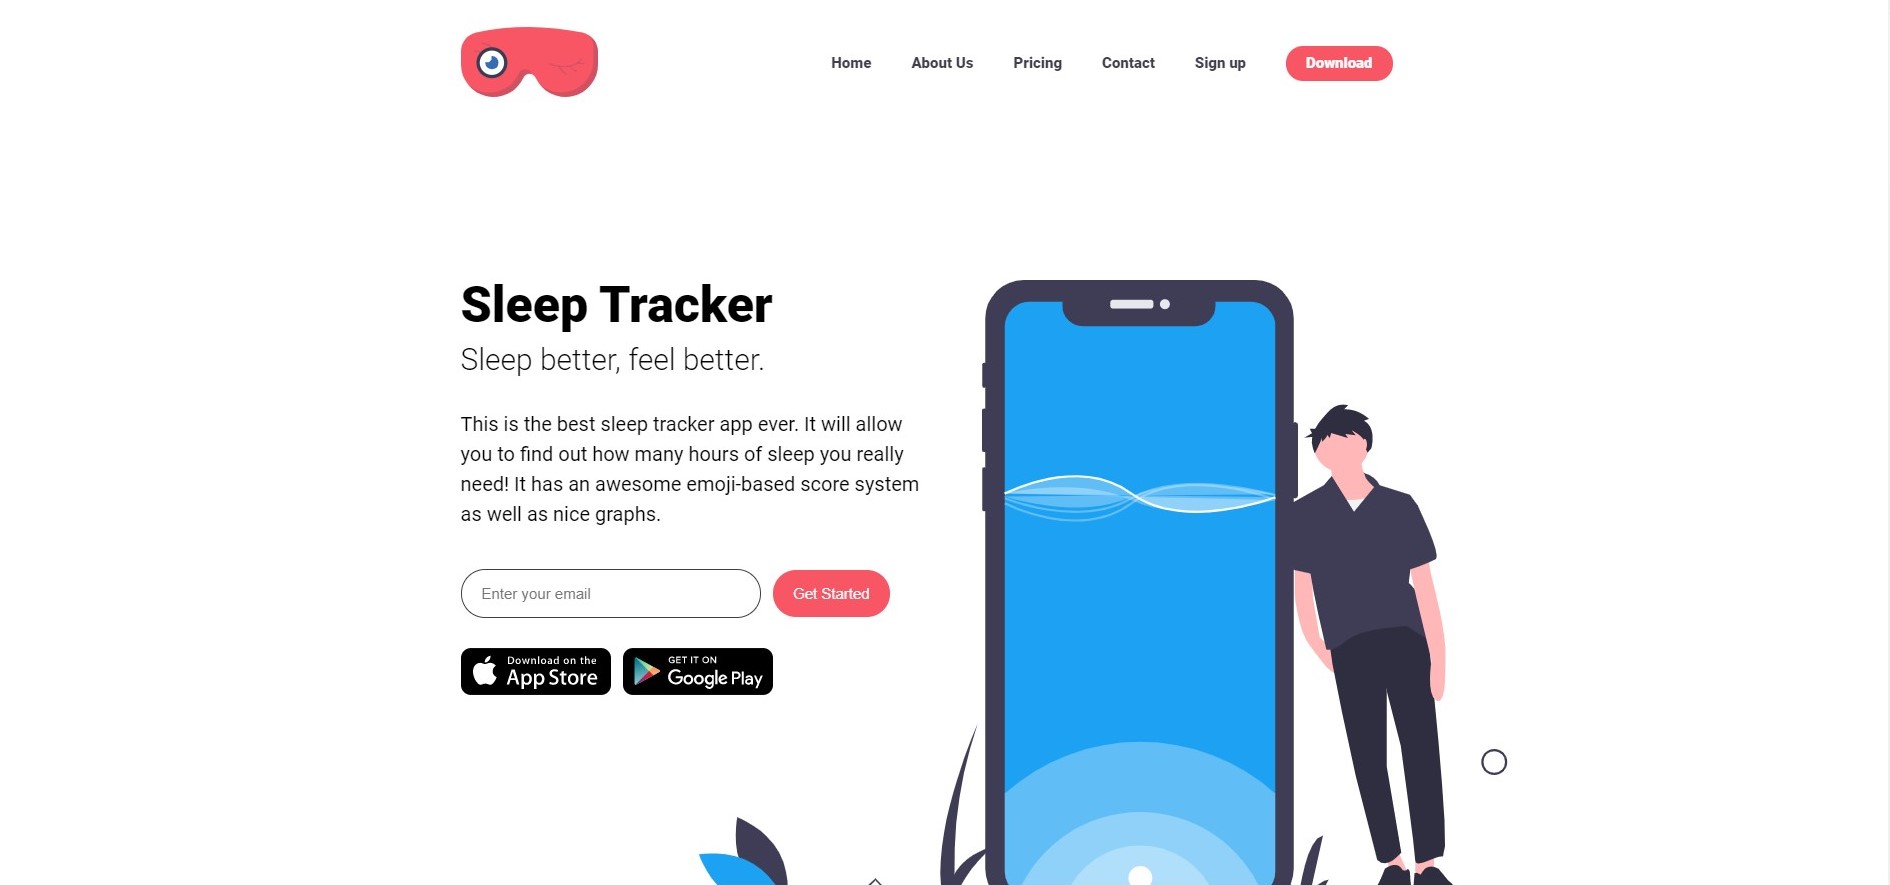 Home
About Us
Pricing
Contact
Sign up
Download
Sleep Tracker
Sleep better, feel better.
This is the best sleep tracker app ever. It will allow
you to find out how many hours of sleep you really
need! It has an awesome emoji-based score system
as well as nice graphs.
Enter your email
Get Started
Download on the
App Store
GET IT ON
Google Play